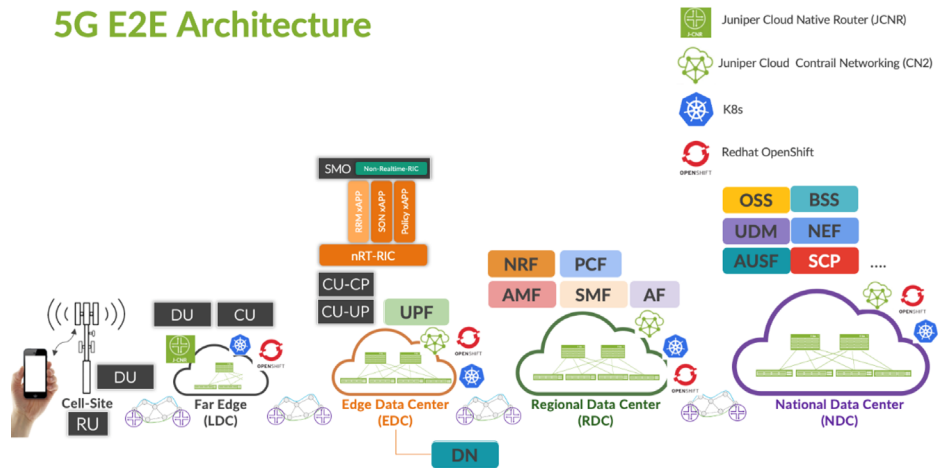 5G E2E Architecture
J-CNR
Juniper Cloud Native Router (JCNR)
Juniper Cloud Contrail Networking (CN2)
K8s
OPENSHIFT
Redhat OpenShift
SMO
Non-Realtime-RIC
RRM xAPP
SON xAPP
Policy xAPP
nRT-RIC
CU-CP
CU-UP
UPF
OSS
BSS
UDM
NEF
AUSF
SCP
....
NRF
PCF
AMF
SMF
AF
DU
CU
DU
RU
J-CNR
OPENSHIFT
OPENSHIFT
OPENSHIFT
OPENSHIFT
Cell-Site
Far Edge
(LDC)
Edge Data Center
(EDC)
Regional Data Center
(RDC)
National Data Center
(NDC)
DN